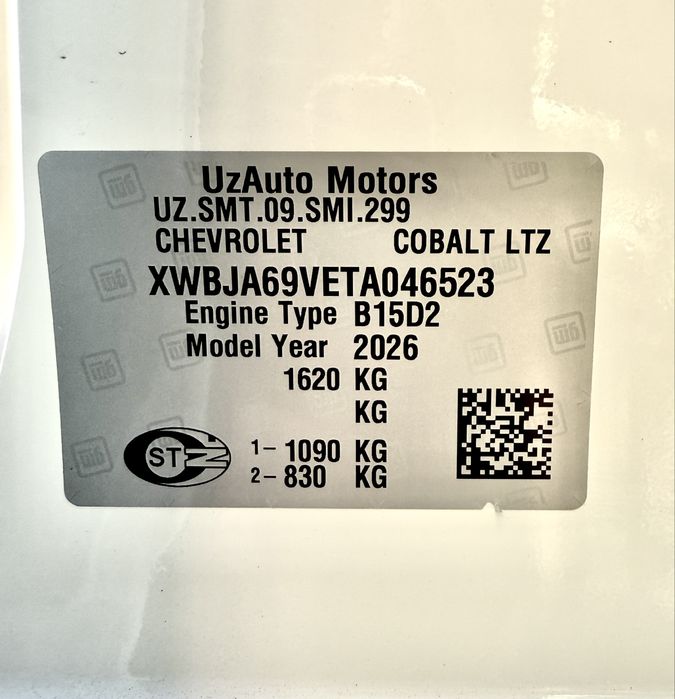 UzAuto Motors
UZ.SMT.09.SMI.299
CHEVROLET COBALT LTZ
XWBJA69VETA046523
Engine Type B15D2
Model Year 2026
1620 KG
KG
1- 1090 KG
2- 830 KG
ST